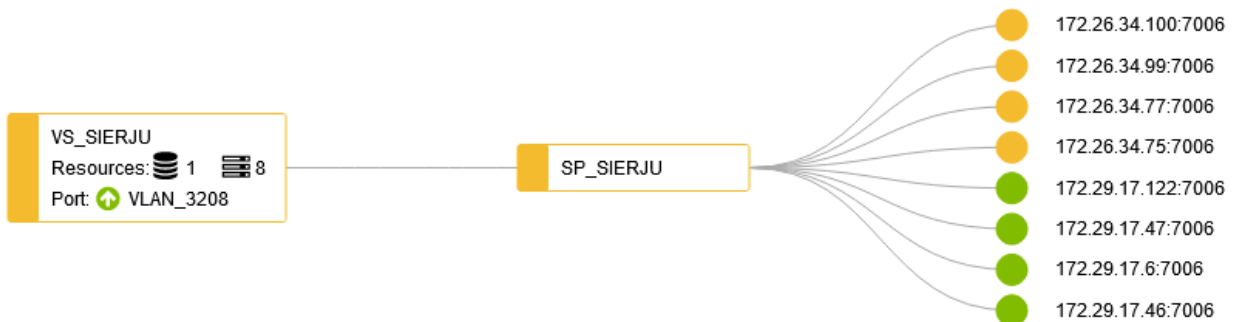 VS_SIERJU
Resources: 1 8
Port: VLAN_3208
SP_SIERJU
172.26.34.100:7006
172.26.34.99:7006
172.26.34.77:7006
172.26.34.75:7006
172.29.17.122:7006
172.29.17.47:7006
172.29.17.6:7006
172.29.17.46:7006